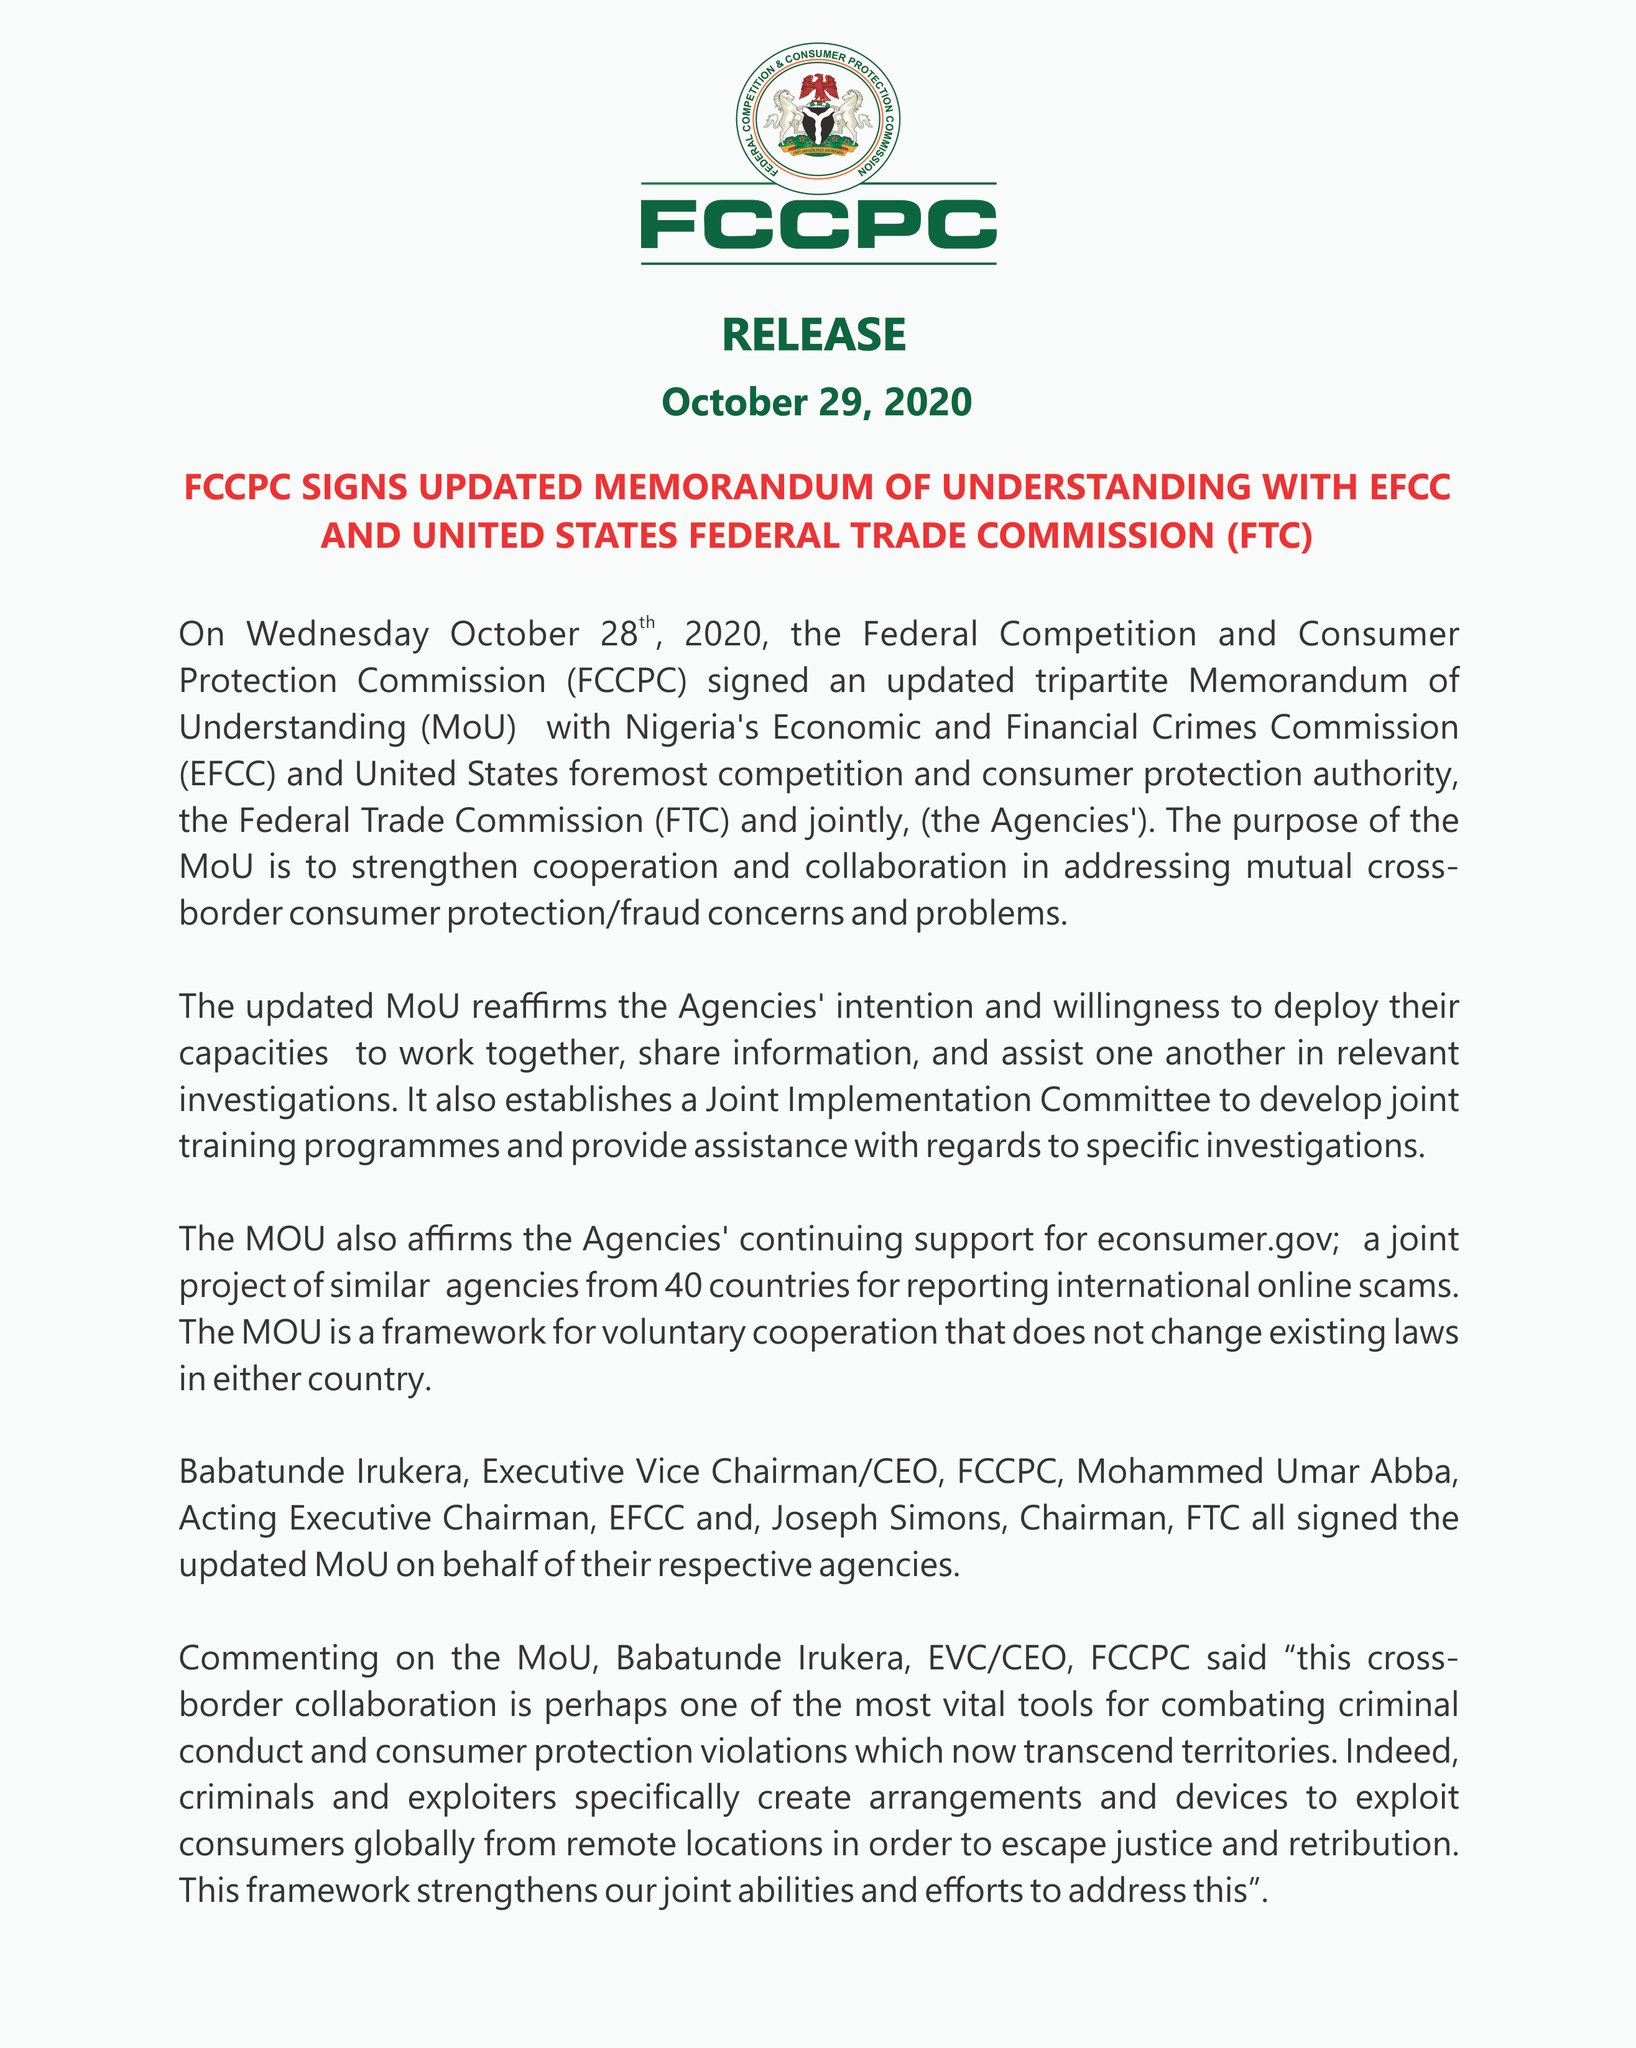 FEDERAL COMPETITION & CONSUMER PROTECTION COMMISSION
FCCPC
RELEASE
October 29, 2020
FCCPC SIGNS UPDATED MEMORANDUM OF UNDERSTANDING WITH EFCC
AND UNITED STATES FEDERAL TRADE COMMISSION (FTC)
On Wednesday October 28th, 2020, the Federal Competition and Consumer
Protection Commission (FCCPC) signed an updated tripartite Memorandum of
Understanding (MoU) with Nigeria's Economic and Financial Crimes Commission
(EFCC) and United States foremost competition and consumer protection authority,
the Federal Trade Commission (FTC) and jointly, (the Agencies'). The purpose of the
MoU is to strengthen cooperation and collaboration in addressing mutual cross-
border consumer protection/fraud concerns and problems.
The updated MoU reaffirms the Agencies' intention and willingness to deploy their
capacities to work together, share information, and assist one another in relevant
investigations. It also establishes a Joint Implementation Committee to develop joint
training programmes and provide assistance with regards to specific investigations.
The MOU also affirms the Agencies' continuing support for econsumer.gov; a joint
project of similar agencies from 40 countries for reporting international online scams.
The MOU is a framework for voluntary cooperation that does not change existing laws
in either country.
Babatunde Irukera, Executive Vice Chairman/CEO, FCCPC, Mohammed Umar Abba,
Acting Executive Chairman, EFCC and, Joseph Simons, Chairman, FTC all signed the
updated MoU on behalf of their respective agencies.
Commenting on the MoU, Babatunde Irukera, EVC/CEO, FCCPC said “this cross-
border collaboration is perhaps one of the most vital tools for combating criminal
conduct and consumer protection violations which now transcend territories. Indeed,
criminals and exploiters specifically create arrangements and devices to exploit
consumers globally from remote locations in order to escape justice and retribution.
This framework strengthens our joint abilities and efforts to address this”.